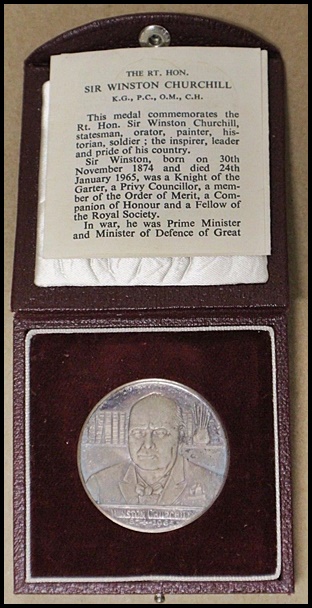 THE RT. HON.
SIR WINSTON CHURCHILL
K.G., P.C., O.M., C.H.
This medal commemorates the
Rt. Hon. Sir Winston Churchill,
statesman, orator, painter, his-
torian, soldier ; the inspirer, leader
and pride of his country.
Sir Winston, born on 30th
November 1874 and died 24th
January 1965, was a Knight of the
Garter, a Privy Councillor, a mem-
ber of the Order of Merit, a Com-
panion of Honour and a Fellow of
the Royal Society.
In war, he was Prime Minister
and Minister of Defence of Great
WINSTON CHURCHILL